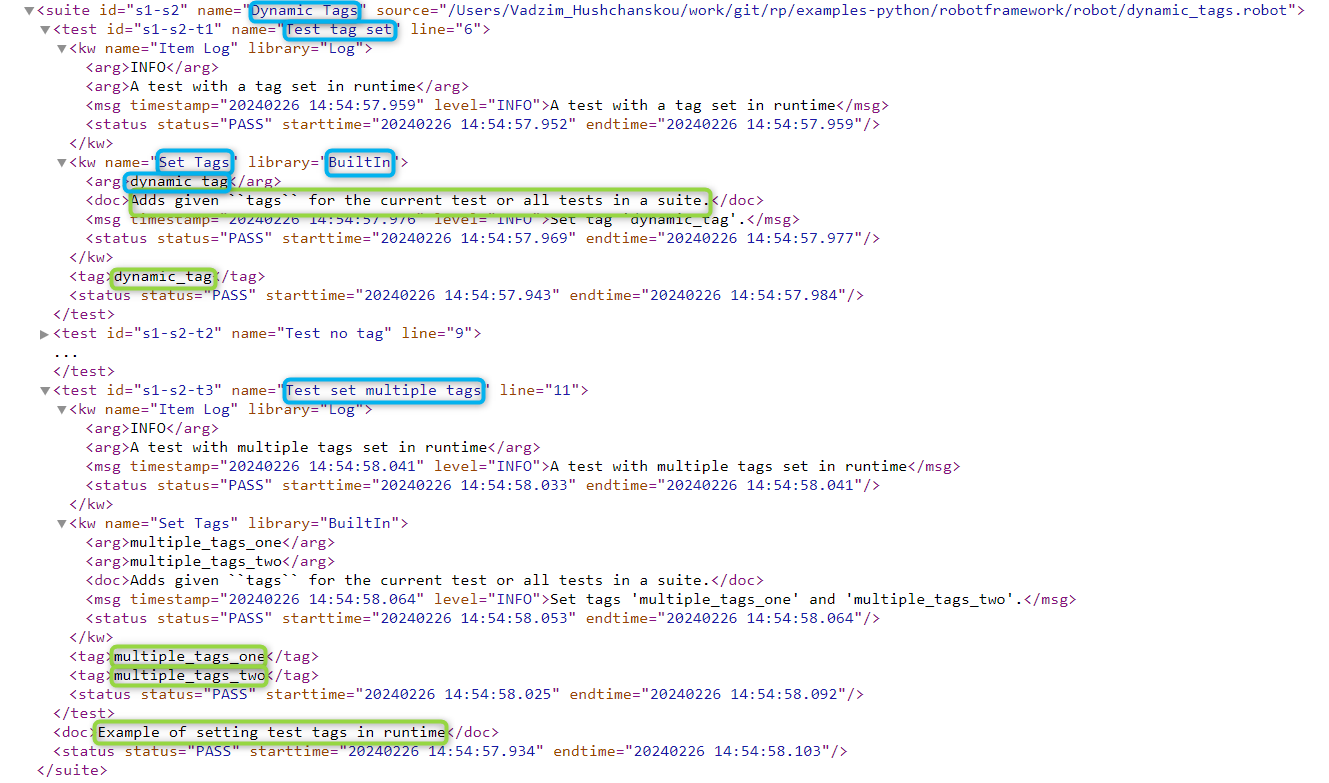 ▼<suite id="s1-s2" name="Dynamic Tags" source="/Users/Vadzim_Hushchanskou/work/git/rp/examples-python/robotframework/robot/dynamic_tags.robot">
▼<test id="s1-s2-t1" name="Test tag set" line="6">
▼<kw name="Item Log" library="Log">
<arg>INFO</arg>
<arg>A test with a tag set in runtime</arg>
<msg timestamp="20240226 14:54:57.959" level="INFO">A test with a tag set in runtime</msg>
<status status="PASS" starttime="20240226 14:54:57.952" endtime="20240226 14:54:57.959"/>
</kw>
▼<kw name="Set Tags" library="BuiltIn">
<arg>dynamic_tag</arg>
<doc>Adds given ``tags`` for the current test or all tests in a suite.</doc>
<msg timestamp="20240226 14:54:57.976" level="INFO">Set tag 'dynamic_tag'.</msg>
<status status="PASS" starttime="20240226 14:54:57.969" endtime="20240226 14:54:57.977"/>
</kw>
<tag>dynamic_tag</tag>
<status status="PASS" starttime="20240226 14:54:57.943" endtime="20240226 14:54:57.984"/>
</test>
▶<test id="s1-s2-t2" name="Test no tag" line="9">
...
</test>
▼<test id="s1-s2-t3" name="Test set multiple tags" line="11">
▼<kw name="Item Log" library="Log">
<arg>INFO</arg>
<arg>A test with multiple tags set in runtime</arg>
<msg timestamp="20240226 14:54:58.041" level="INFO">A test with multiple tags set in runtime</msg>
<status status="PASS" starttime="20240226 14:54:58.033" endtime="20240226 14:54:58.041"/>
</kw>
▼<kw name="Set Tags" library="BuiltIn">
<arg>multiple_tags_one</arg>
<arg>multiple_tags_two</arg>
<doc>Adds given ``tags`` for the current test or all tests in a suite.</doc>
<msg timestamp="20240226 14:54:58.064" level="INFO">Set tags 'multiple_tags_one' and 'multiple_tags_two'.</msg>
<status status="PASS" starttime="20240226 14:54:58.053" endtime="20240226 14:54:58.064"/>
</kw>
<tag>multiple_tags_one</tag>
<tag>multiple_tags_two</tag>
<status status="PASS" starttime="20240226 14:54:58.025" endtime="20240226 14:54:58.092"/>
</test>
<doc>Example of setting test tags in runtime</doc>
<status status="PASS" starttime="20240226 14:54:57.934" endtime="20240226 14:54:58.103"/>
</suite>